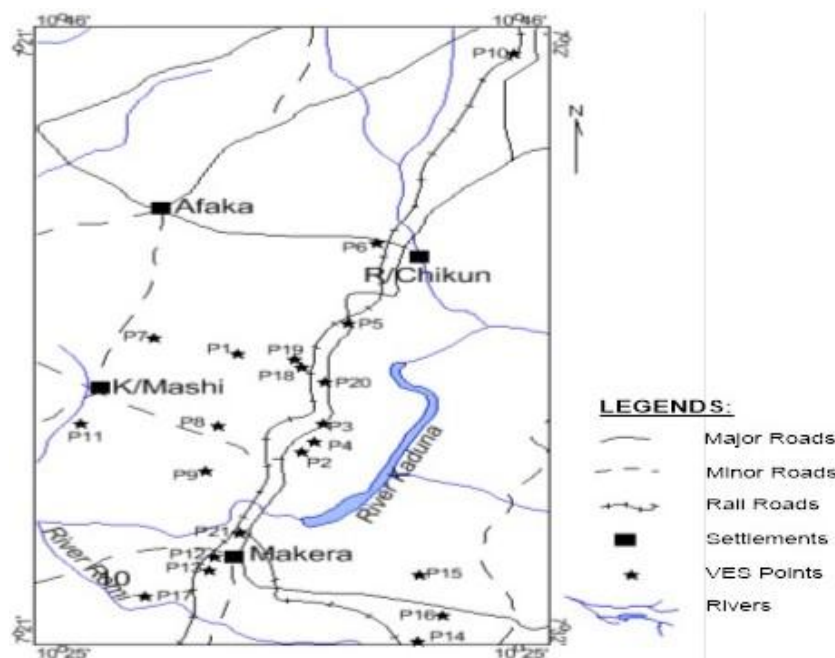 10°46'
10°46'
P10
N
Afaka
P6
R/Chikun
P5
P7
P1
P19
P18
P20
K/Mashi
P11
P8
P3
P4
P2
P9
River Kaduna
P21
P12
Makera
P13
River
P15
P17
P16
P14
10°25'
10°25'
LEGENDS:
Major Roads
Minor Roads
Rail Roads
Settlements
VES Points
Rivers